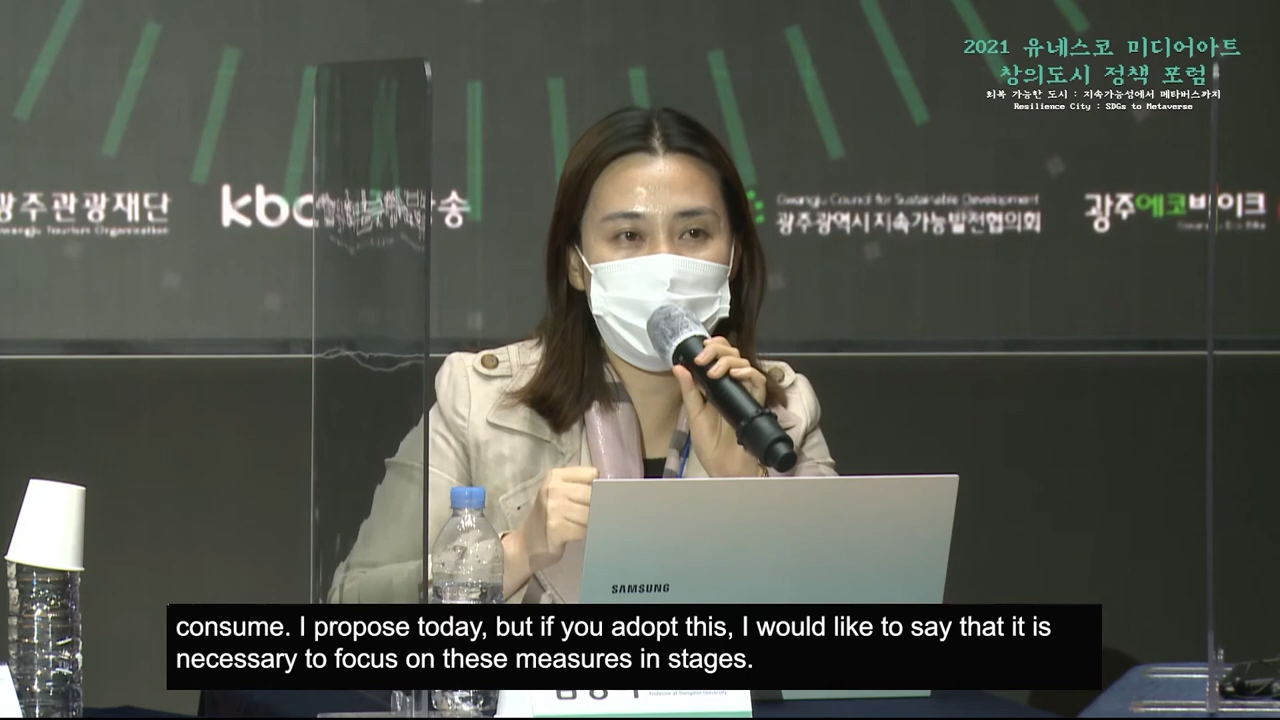 2021 유네스코 미디어아트
창의도시 정책 포럼
회복 가능한 도시 : 지속가능성에서 메타버스까지
Resilience City : SDGs to Metaverse
광주관광재단
Gwangju Tourism Organization
kbc
방송
Gwangju Council for Sustainable Development
광주광역시지속가능발전협의회
광주에코바이크
SAMSUNG
consume. I propose today, but if you adopt this, I would like to say that it is
necessary to focus on these measures in stages.